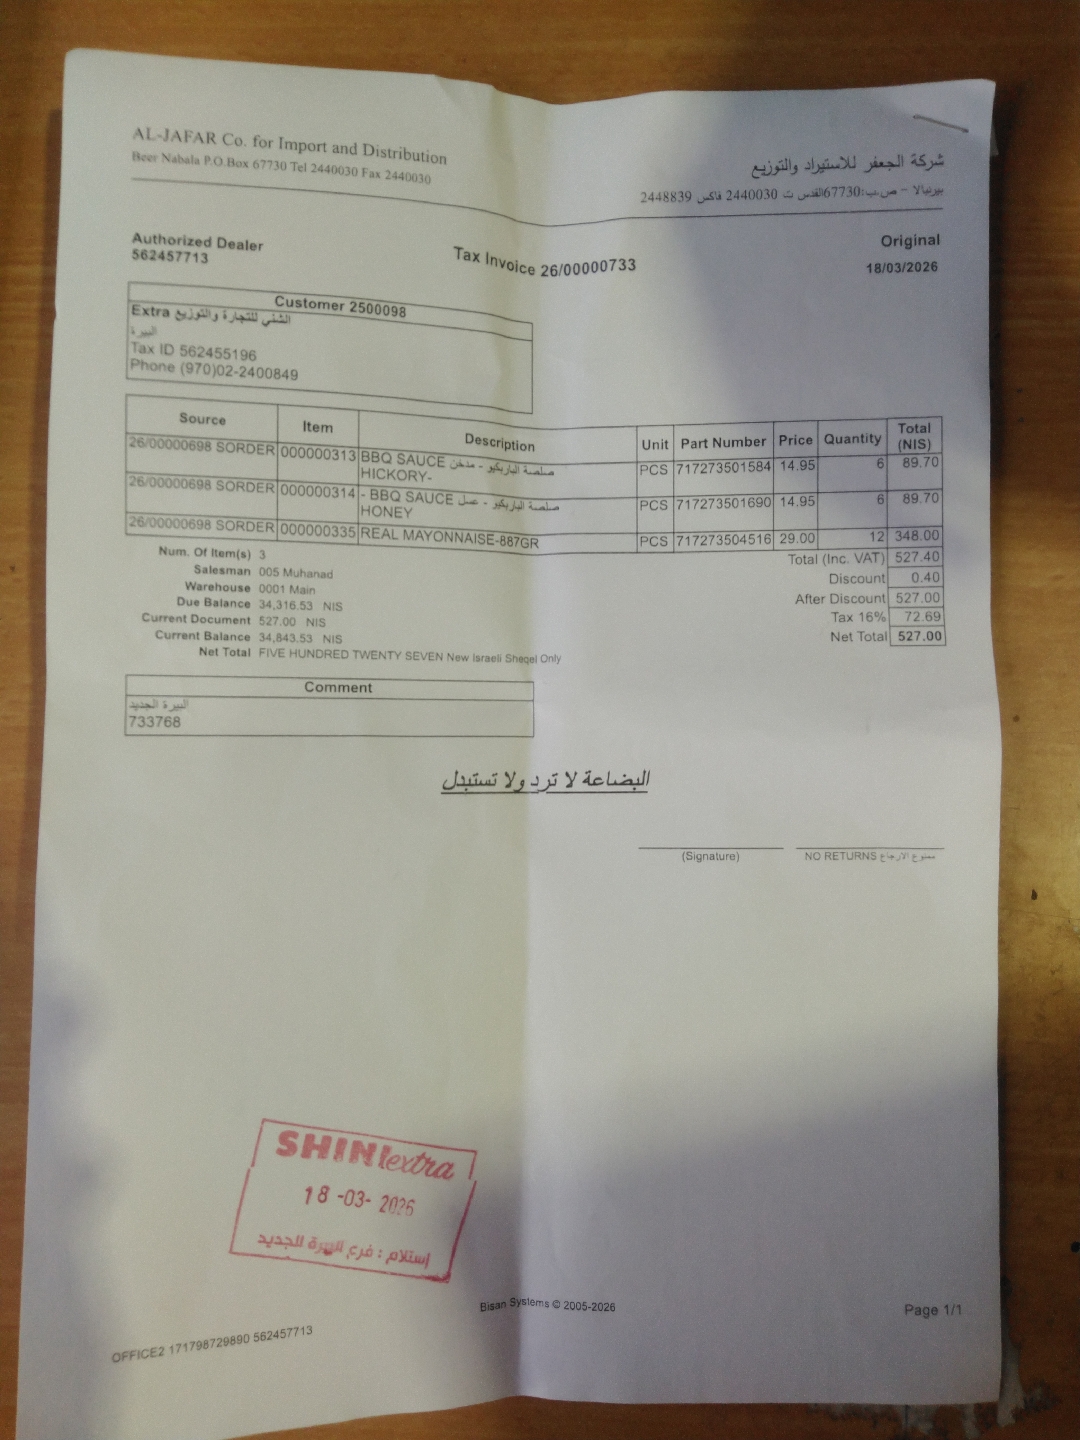 AL-JAFAR Co. for Import and Distribution
Beer Nabala P.O.Box 67730 Tel 2440030 Fax 2440030
شركة الجعفر للاستيراد والتوزيع
بيرنبالا - ص.ب:67730القدس ت 2440030 فاكس 2448839
Authorized Dealer
562457713
Tax Invoice 26/00000733
Original
18/03/2026
Customer 2500098
Extra الشني للتجارة والتوزيع
البيرة
Tax ID 562455196
Phone (970)02-2400849
Source Item Description Unit Part Number Price Quantity Total (NIS)
26/00000698 SORDER 000000313 BBQ SAUCE صلصة الباربكيو - مدخن PCS 717273501584 14.95 6 89.70
HICKORY-
26/00000698 SORDER 000000314 - BBQ SAUCE صلصة الباربكيو - عسل PCS 717273501690 14.95 6 89.70
HONEY
26/00000698 SORDER 000000335 REAL MAYONNAISE-887GR PCS 717273504516 29.00 12 348.00
Total (Inc. VAT) 527.40
Discount 0.40
After Discount 527.00
Tax 16% 72.69
Net Total 527.00
Num. Of Item(s) 3
Salesman 005 Muhanad
Warehouse 0001 Main
Due Balance 34,316.53 NIS
Current Document 527.00 NIS
Current Balance 34,843.53 NIS
Net Total FIVE HUNDRED TWENTY SEVEN New Israeli Sheqel Only
Comment
البيرة الجديد
733768
البضاعة لا ترد ولا تستبدل
(Signature)
NO RETURNS ممنوع الارجاع
SHINI extra
18-03-2026
إستلام : فرع البيرة الجديد
Bisan Systems © 2005-2026
Page 1/1
OFFICE2 171798729890 562457713